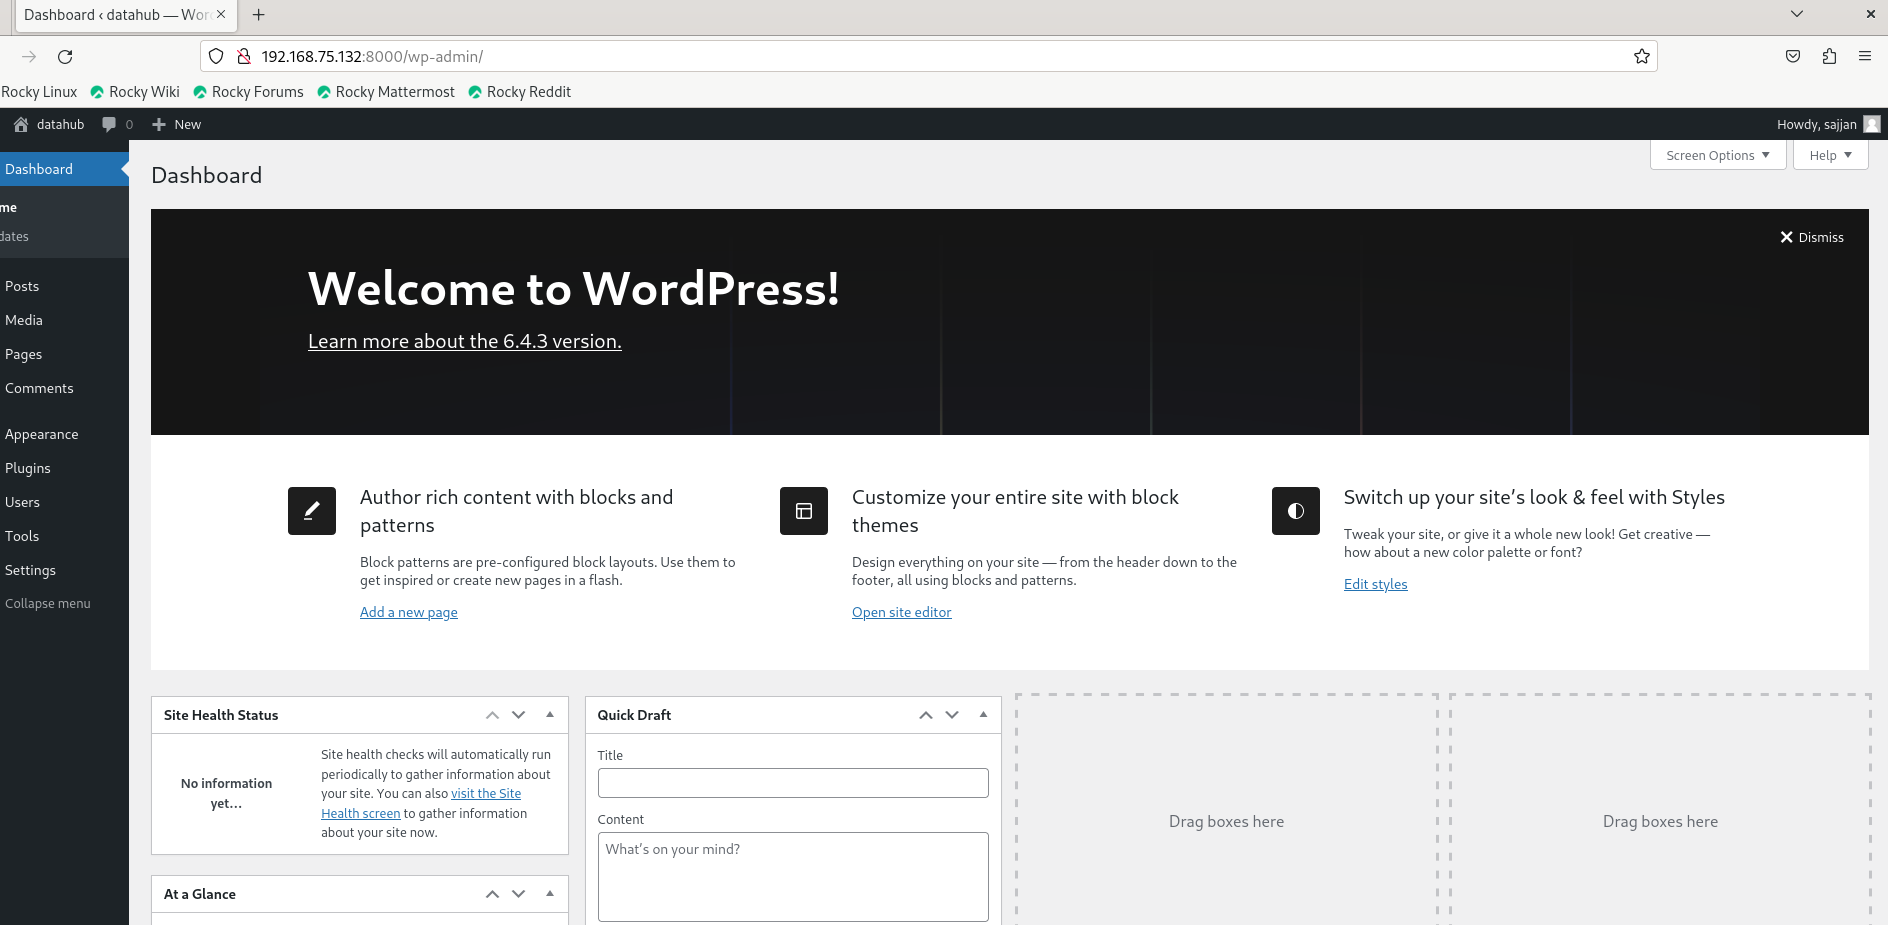 Dashboard ‹ datahub — Wor
192.168.75.132:8000/wp-admin/
Rocky Linux Rocky Wiki Rocky Forums Rocky Mattermost Rocky Reddit
datahub 0 New Howdy, sajjan
Screen Options Help
Dashboard
me
dates
Posts
Media
Pages
Comments
Appearance
Plugins
Users
Tools
Settings
Collapse menu
Dashboard
Dismiss
Welcome to WordPress!
Learn more about the 6.4.3 version.
Author rich content with blocks and
patterns
Block patterns are pre-configured block layouts. Use them to
get inspired or create new pages in a flash.
Add a new page
Customize your entire site with block
themes
Design everything on your site — from the header down to the
footer, all using blocks and patterns.
Open site editor
Switch up your site’s look & feel with Styles
Tweak your site, or give it a whole new look! Get creative —
how about a new color palette or font?
Edit styles
Site Health Status
No information
yet…
Site health checks will automatically run
periodically to gather information about
your site. You can also visit the Site
Health screen to gather information
about your site now.
At a Glance
Quick Draft
Title
Content
What’s on your mind?
Drag boxes here
Drag boxes here